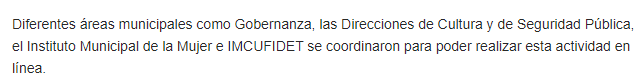 Diferentes áreas municipales como Gobernanza, las Direcciones de Cultura y de Seguridad Pública,
el Instituto Municipal de la Mujer e IMCUFIDET se coordinaron para poder realizar esta actividad en
línea.